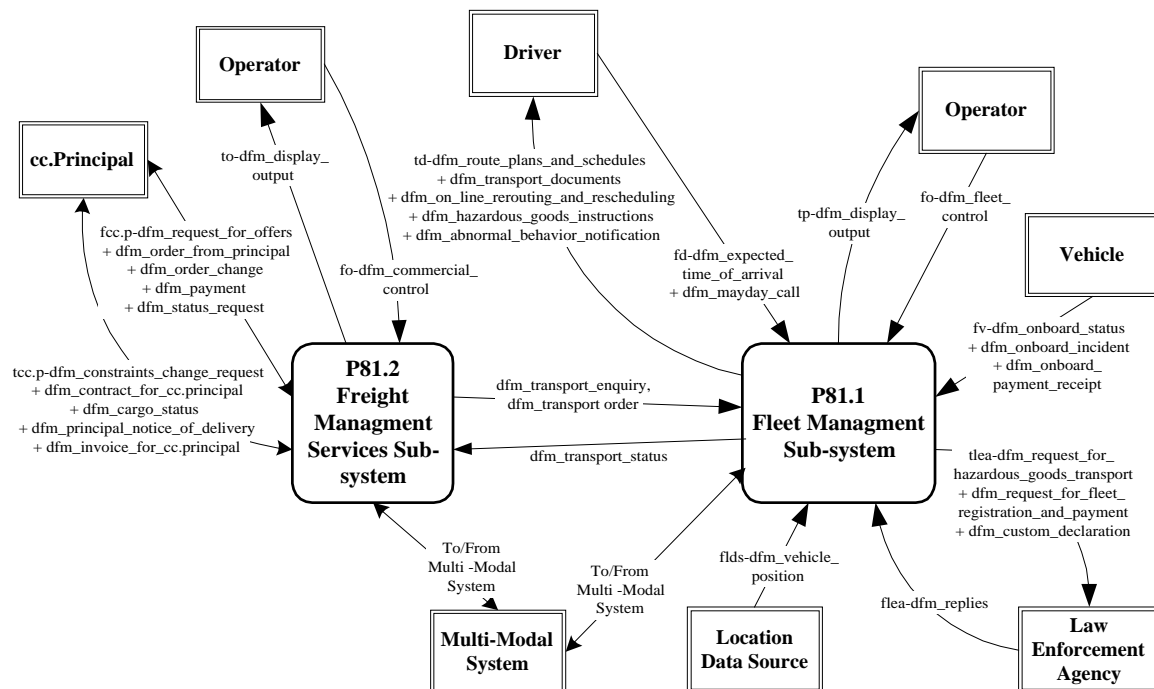 Operator
Driver
Operator
cc.Principal
Vehicle
to-dfm_display_
output
td-dfm_route_plans_and_schedules
+ dfm_transport_documents
+ dfm_on_line_rerouting_and_rescheduling
+ dfm_hazardous_goods_instructions
+ dfm_abnormal_behavior_notification
tp-dfm_display_
output
fo-dfm_fleet_
control
fcc.p-dfm_request_for_offers
+ dfm_order_from_principal
+ dfm_order_change
+ dfm_payment
+ dfm_status_request
fo-dfm_commercial_
control
fd-dfm_expected_
time_of_arrival
+ dfm_mayday_call
fv-dfm_onboard_status
+ dfm_onboard_incident
+ dfm_onboard_
payment_receipt
tcc.p-dfm_constraints_change_request
+ dfm_contract_for_cc.principal
+ dfm_cargo_status
+ dfm_principal_notice_of_delivery
+ dfm_invoice_for_cc.principal
P81.2
Freight
Managment
Services Sub-
system
dfm_transport_enquiry,
dfm_transport order
dfm_transport_status
P81.1
Fleet Managment
Sub-system
tlea-dfm_request_for_
hazardous_goods_transport
+ dfm_request_for_fleet_
registration_and_payment
+ dfm_custom_declaration
To/From
Multi -Modal
System
To/From
Multi -Modal
System
flds-dfm_vehicle_
position
flea-dfm_replies
Multi-Modal
System
Location
Data Source
Law
Enforcement
Agency